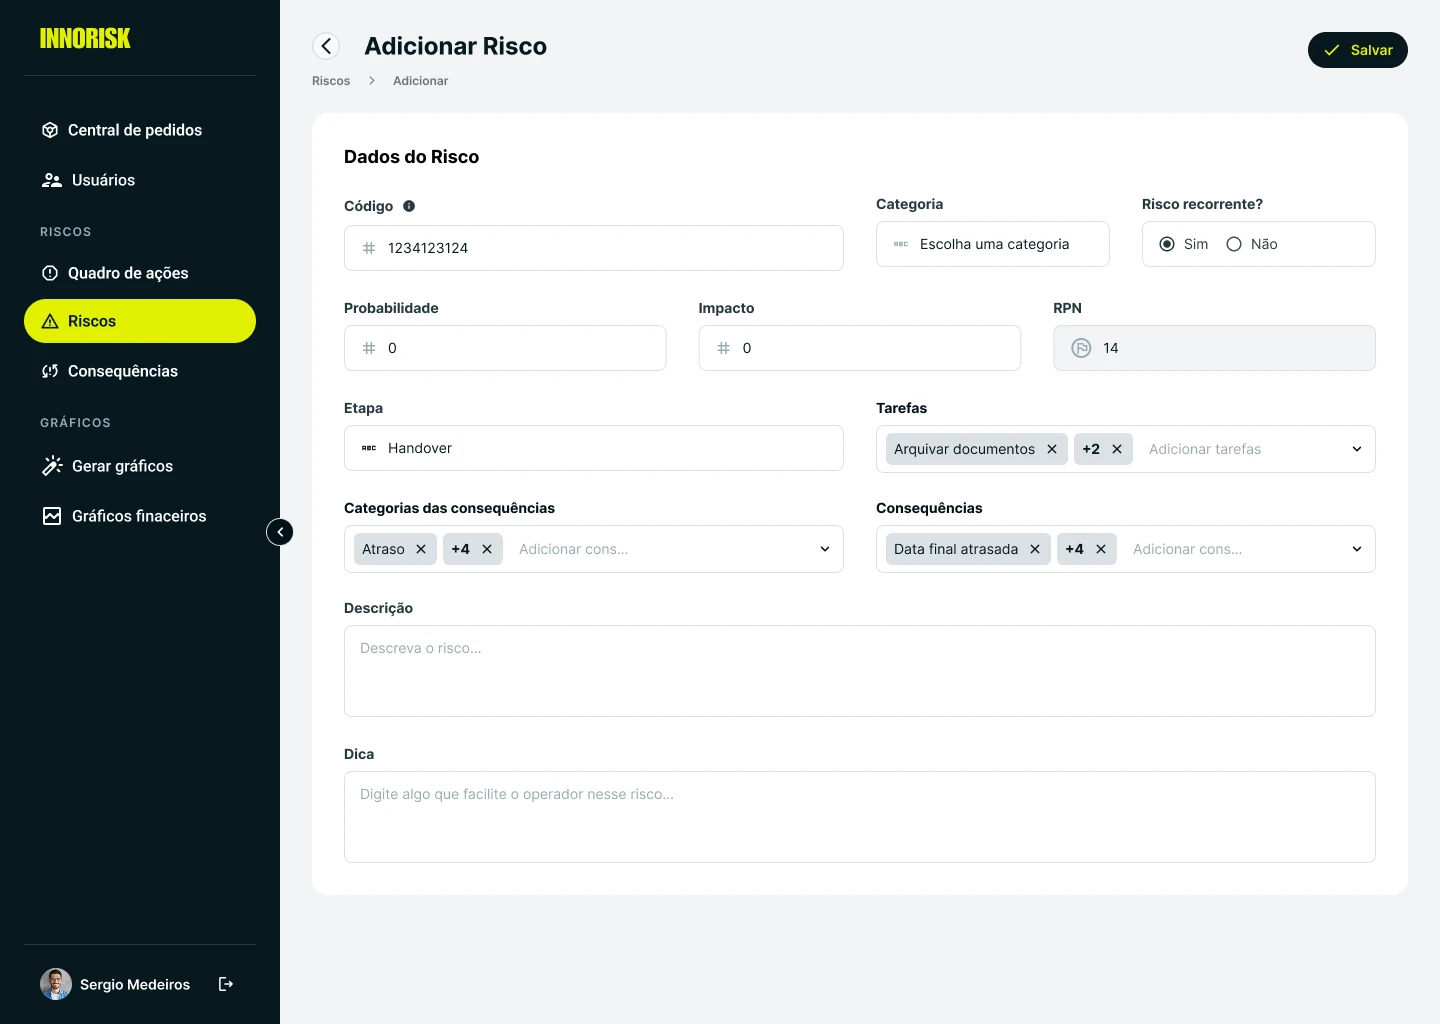 INNORISK
Central de pedidos
Usuários
RISCOS
Quadro de ações
Riscos
Consequências
GRÁFICOS
Gerar gráficos
Gráficos finaceiros
Sergio Medeiros
Adicionar Risco
Riscos > Adicionar
Salvar
Dados do Risco
Código
# 1234123124
Categoria
ABC Escolha uma categoria
Risco recorrente?
Sim Não
Probabilidade
# 0
Impacto
# 0
RPN
P 14
Etapa
ABC Handover
Tarefas
Arquivar documentos × +2 × Adicionar tarefas
Categorias das consequências
Atraso × +4 × Adicionar cons...
Consequências
Data final atrasada × +4 × Adicionar cons...
Descrição
Descreva o risco...
Dica
Digite algo que facilite o operador nesse risco...